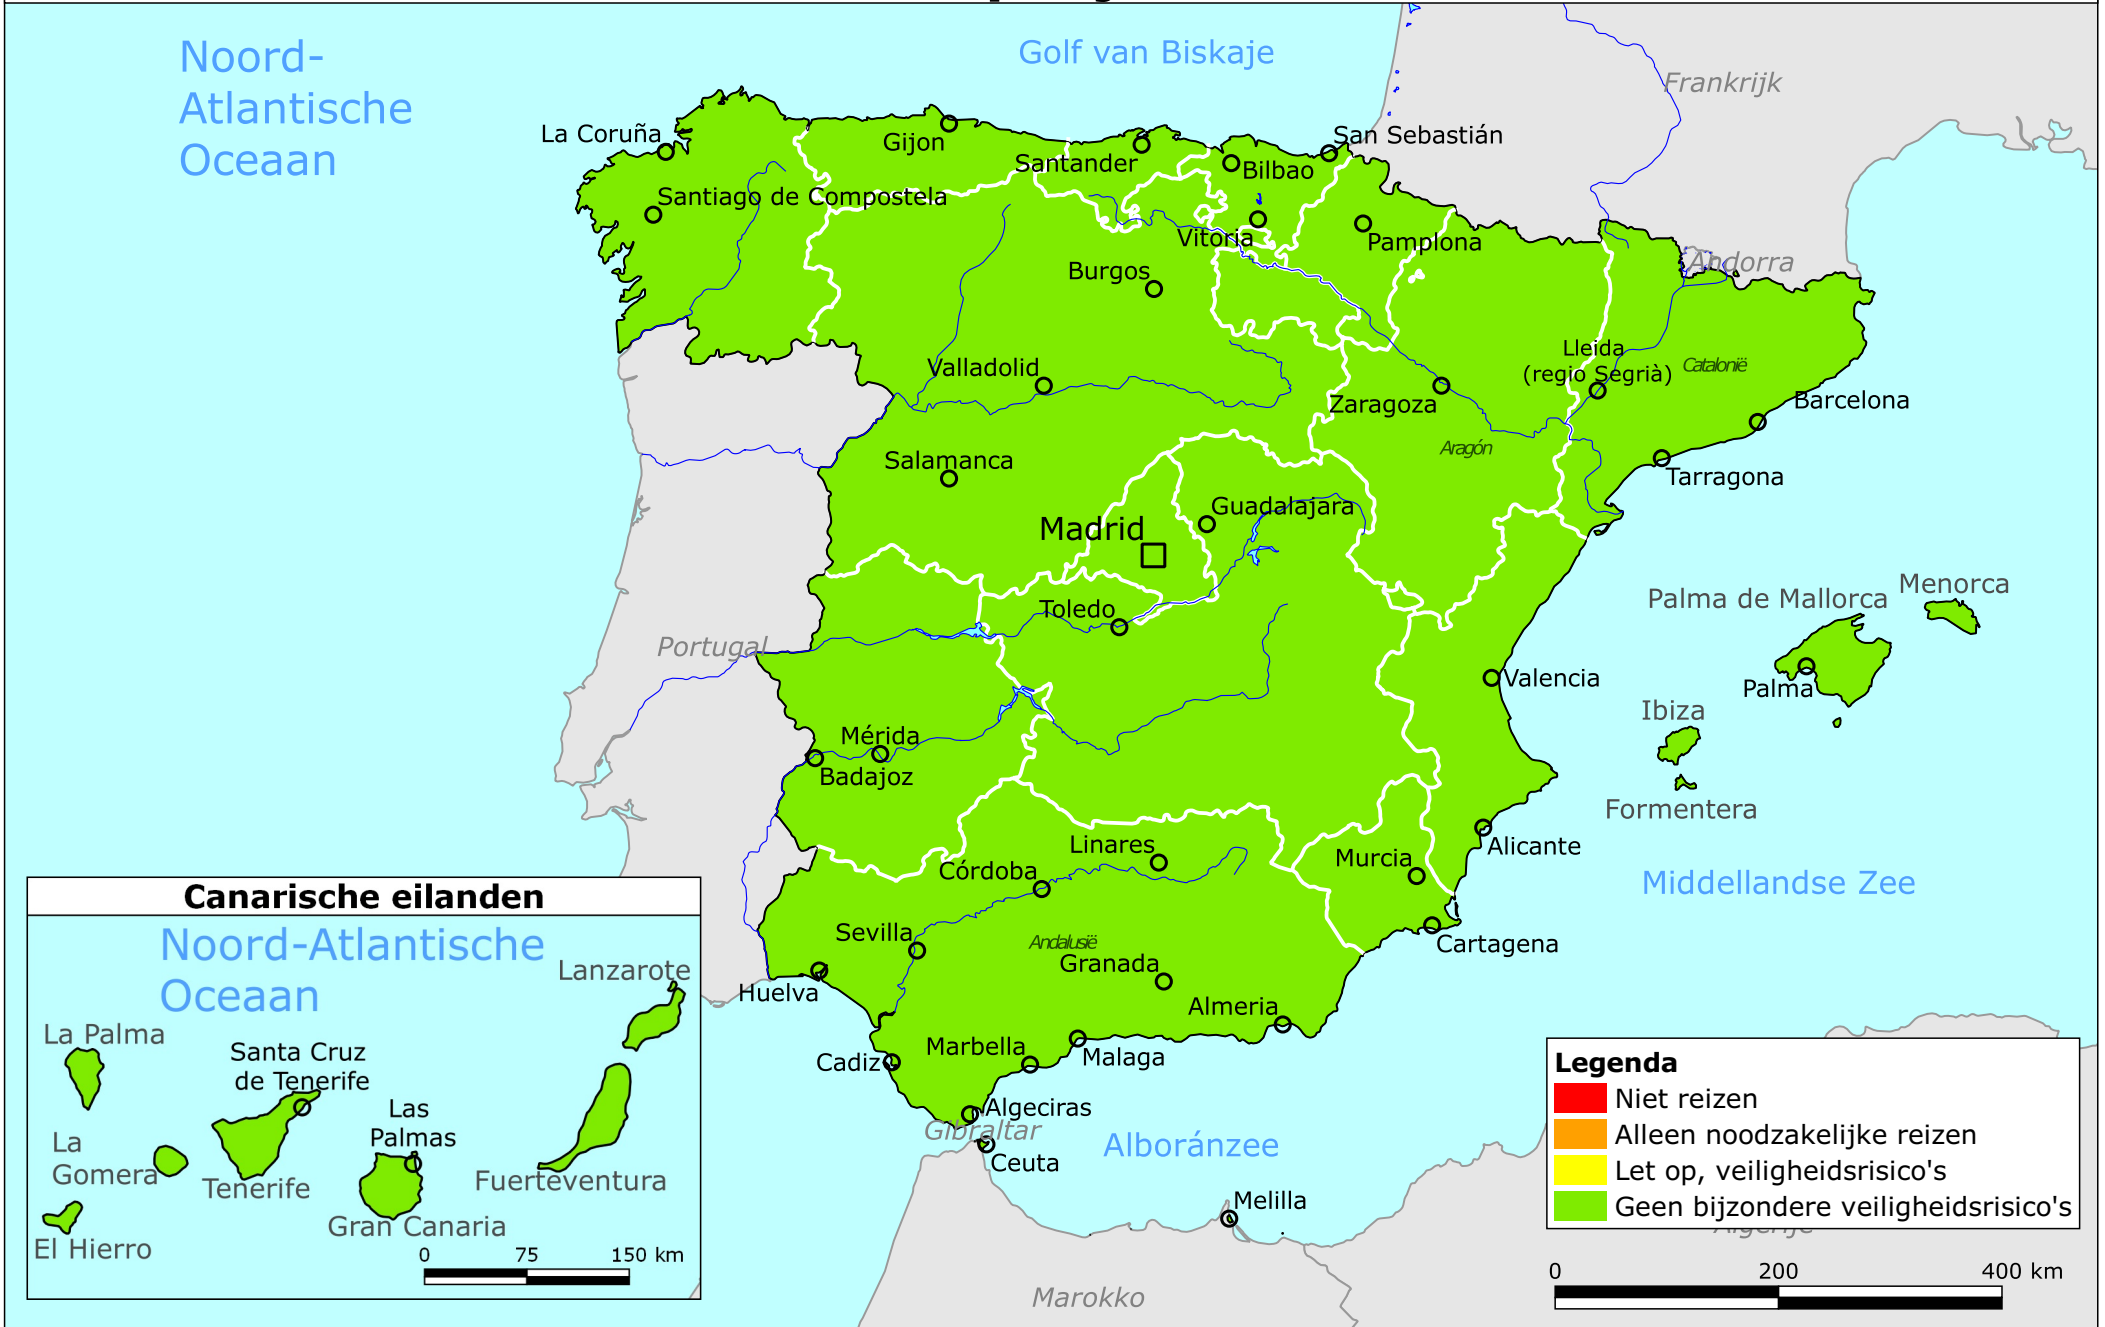 Noord-
Atlantische
Oceaan
Golf van Biskaje
Frankrijk
La Coruña
Gijon
Santander
Bilbao
San Sebastián
Santiago de Compostela
Vitoria
Pamplona
Andorra
Burgos
Valladolid
Lleida
(regio Segrià)
Catalonië
Zaragoza
Barcelona
Aragón
Salamanca
Tarragona
Guadalajara
Madrid
Toledo
Palma de Mallorca
Menorca
Portugal
Valencia
Palma
Ibiza
Mérida
Badajoz
Formentera
Linares
Córdoba
Murcia
Alicante
Middellandse Zee
Sevilla
Andalusië
Granada
Cartagena
Huelva
Almeria
Cadiz
Marbella
Malaga
Algeciras
Gibraltar
Ceuta
Alboránzee
Melilla
Marokko
Algerije
Canarische eilanden
Noord-Atlantische
Oceaan
Lanzarote
La Palma
Santa Cruz
de Tenerife
Las
Palmas
La
Gomera
Tenerife
Fuerteventura
Gran Canaria
El Hierro
0 75 150 km
Legenda
Niet reizen
Alleen noodzakelijke reizen
Let op, veiligheidsrisico's
Geen bijzondere veiligheidsrisico's
0 200 400 km